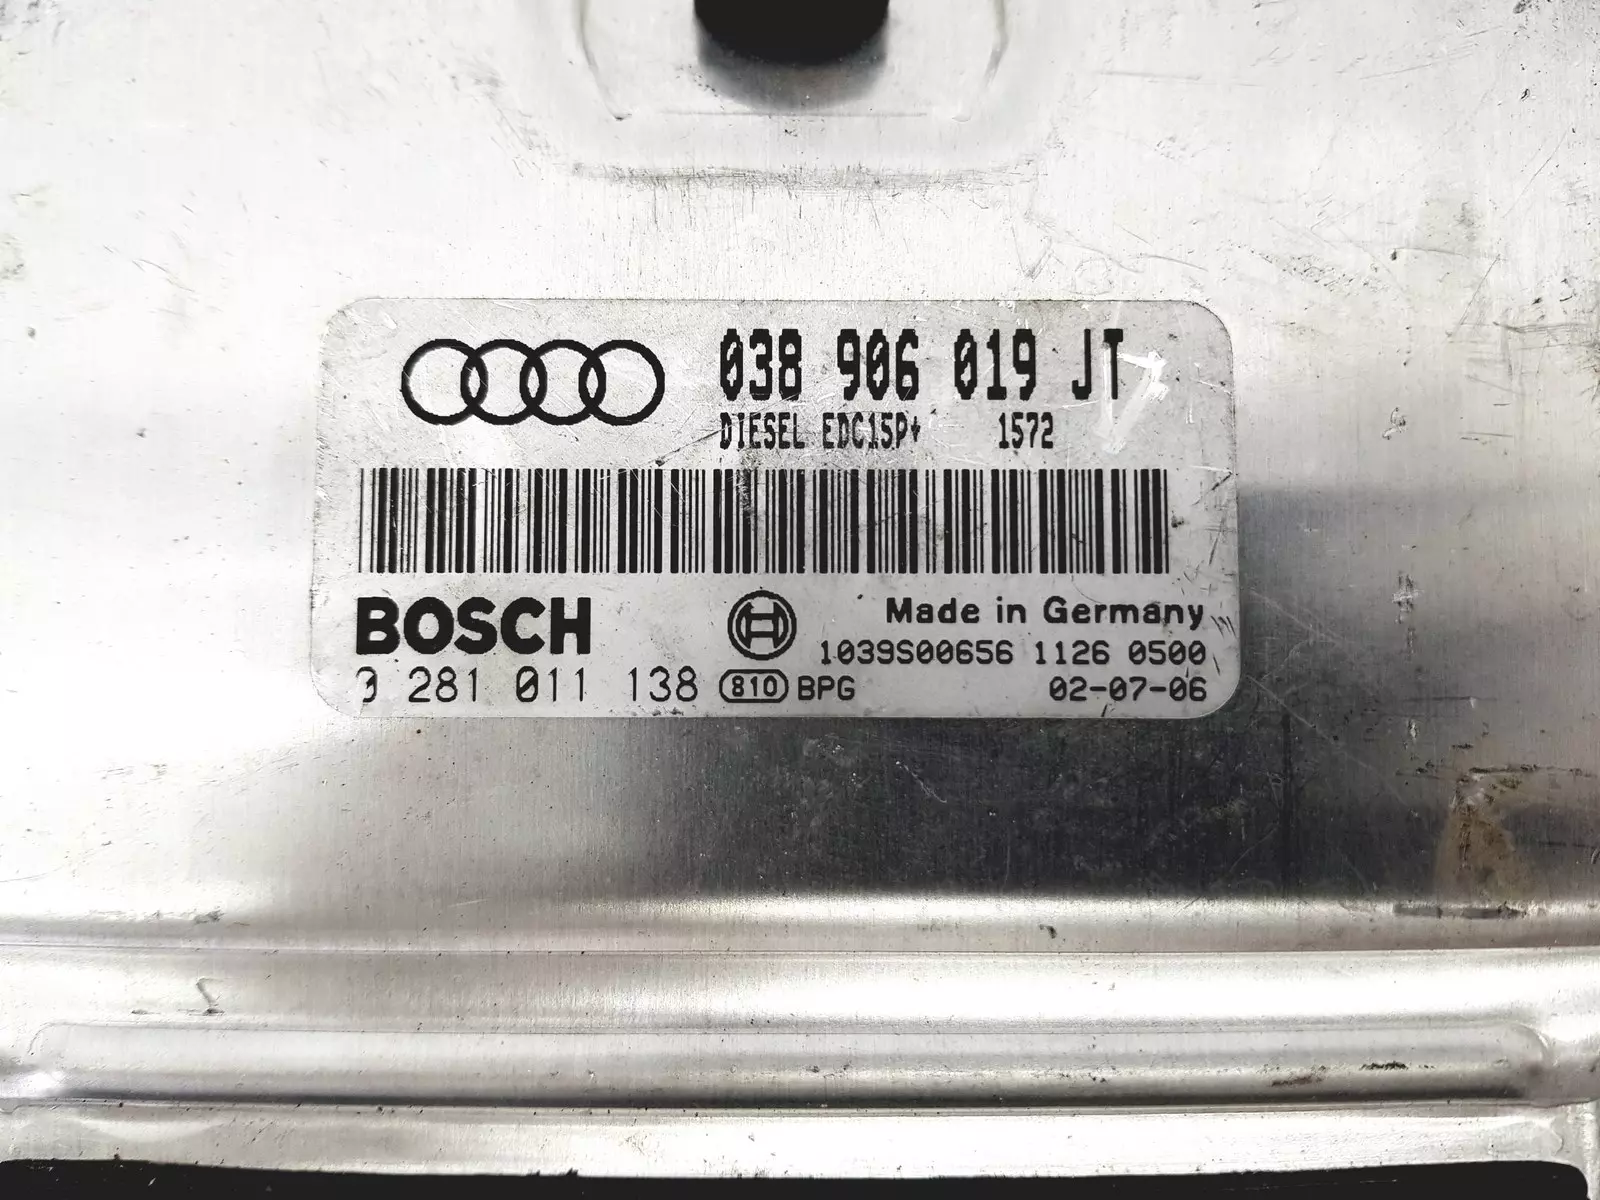 038 906 019 JT
DIESEL EDC15P+ 1572
BOSCH
Made in Germany
1039S00656 1126 0500
0 281 011 138 810 BPG 02-07-06